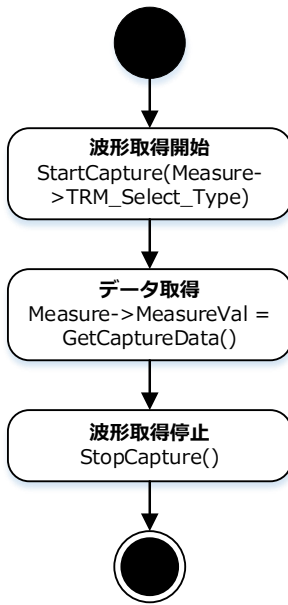 波形取得開始
StartCapture(Measure-
>TRM_Select_Type)
データ取得
Measure->MeasureVal =
GetCaptureData()
波形取得停止
StopCapture()